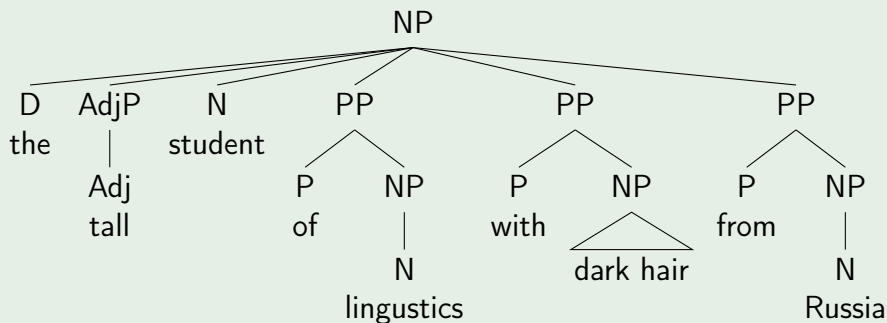 NP
D AdjP N PP PP PP
the student
Adj P NP P NP P NP
tall of with from
N dark hair N
lingustics Russia